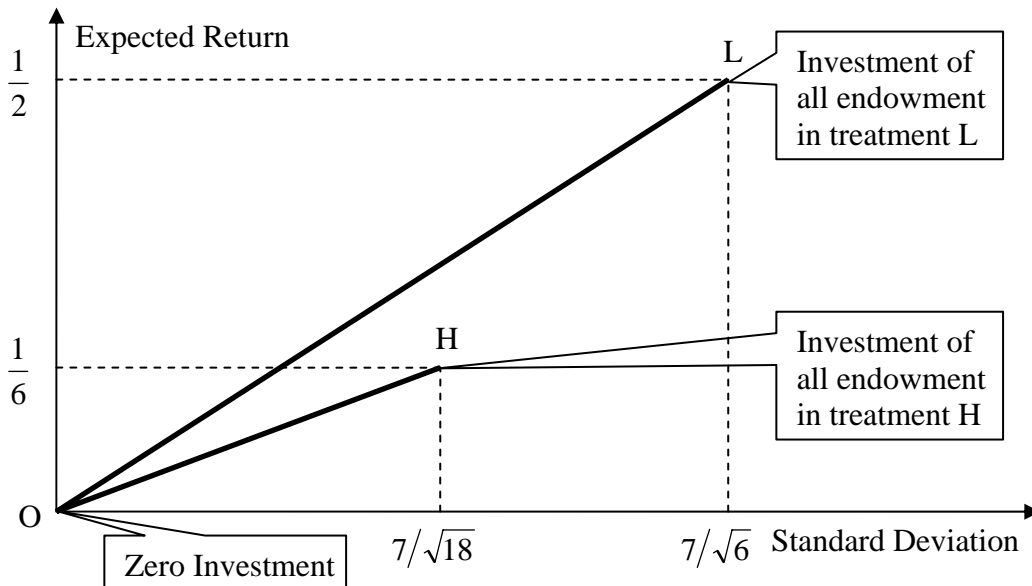 Expected Return
1
2
L
Investment of
all endowment
in treatment L
1
6
H
Investment of
all endowment
in treatment H
O
7/√18
7/√6
Standard Deviation
Zero Investment